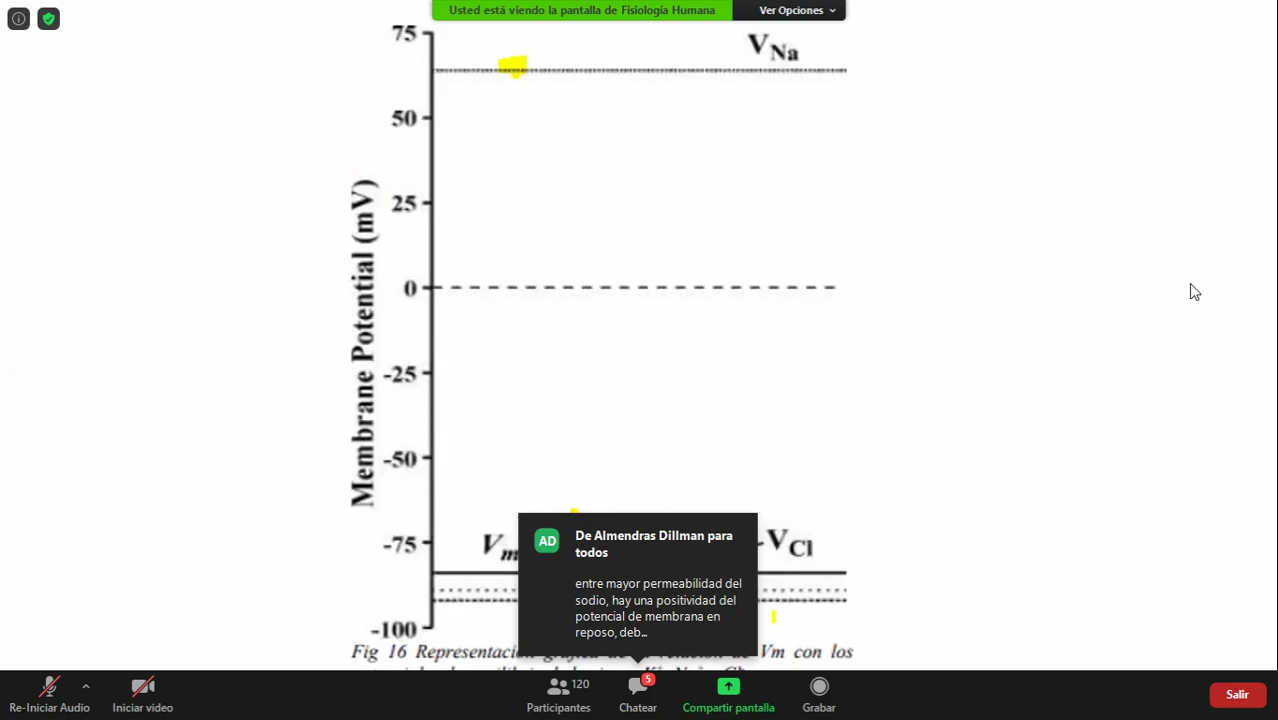 Usted está viendo la pantalla de Fisiología Humana
Ver Opciones
75
V Na
50
Membrane Potential (mV)
25
0
-25
-50
-75
Vm
VCl
-100
De Almendras Dillman para
todos
AD
entre mayor permeabilidad del
sodio, hay una positividad del
potencial de membrana en
reposo, deb...
Fig 16 Representación Vm con los
5
120
Re-Iniciar Audio
Iniciar video
Participantes
Chatear
Compartir pantalla
Grabar
Salir